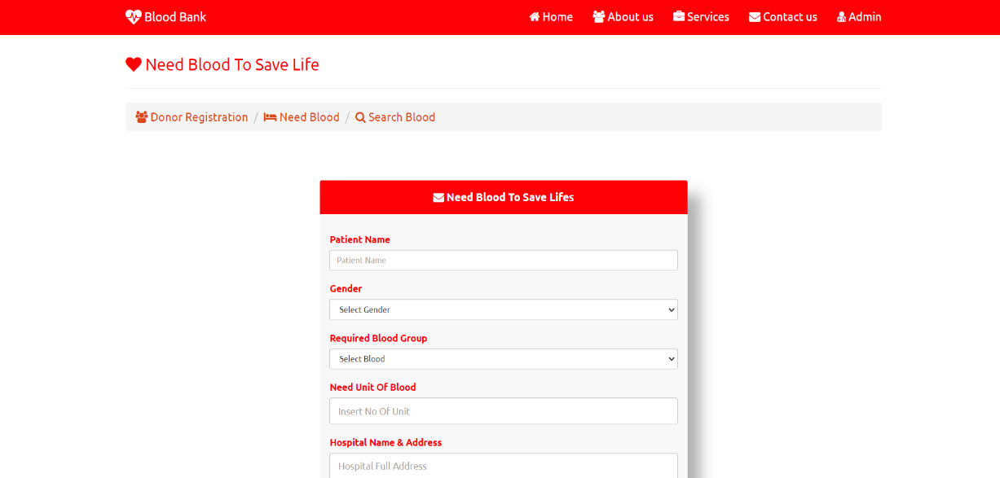 Blood Bank Home About us Services Contact us Admin
Need Blood To Save Life
Donor Registration / Need Blood / Search Blood
Need Blood To Save Lifes
Patient Name
Patient Name
Gender
Select Gender
Required Blood Group
Select Blood
Need Unit Of Blood
Insert No Of Unit
Hospital Name & Address
Hospital Full Address